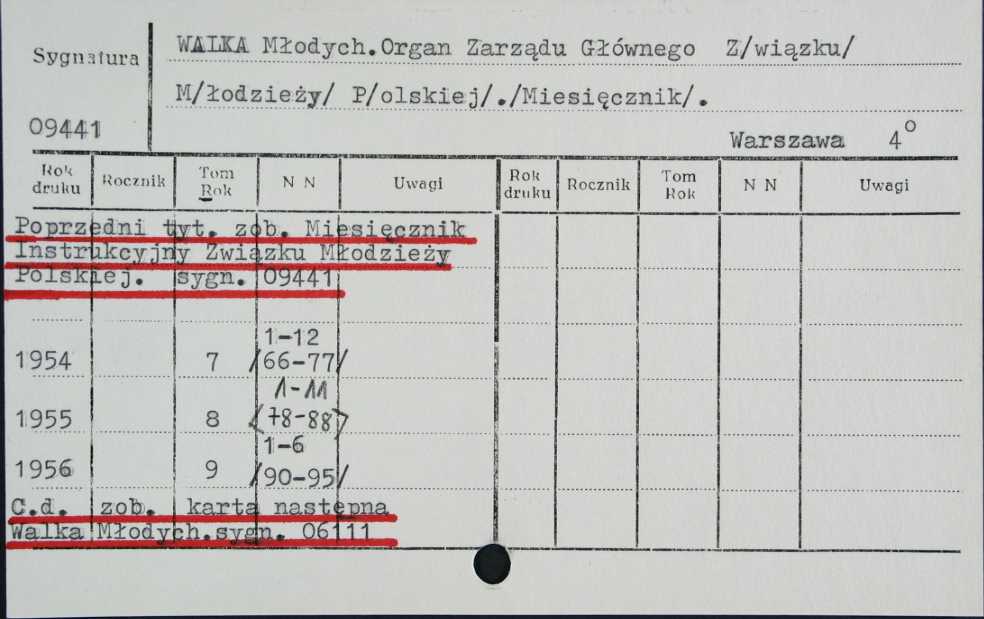 Sygnatura
09441
WALKA Młodych.Organ Zarządu Głównego Z/wiązku/
M/łodzieży/ P/olskiej/./Miesięcznik/.
Warszawa 4°
Rok druku Rocznik Tom Rok N N Uwagi Rok druku Rocznik Tom Rok N N Uwagi
Poprzedni tyt. zob. Miesięcznik
Instrukcyjny Związku Młodzieży
Polskiej. sygn. 09441
1-12
1954 7 /66-77/
1-11
1955 8 (78-88)
1-6
1956 9 /90-95/
C.d. zob. karta następna
Walka Młodych.sygn. 06111